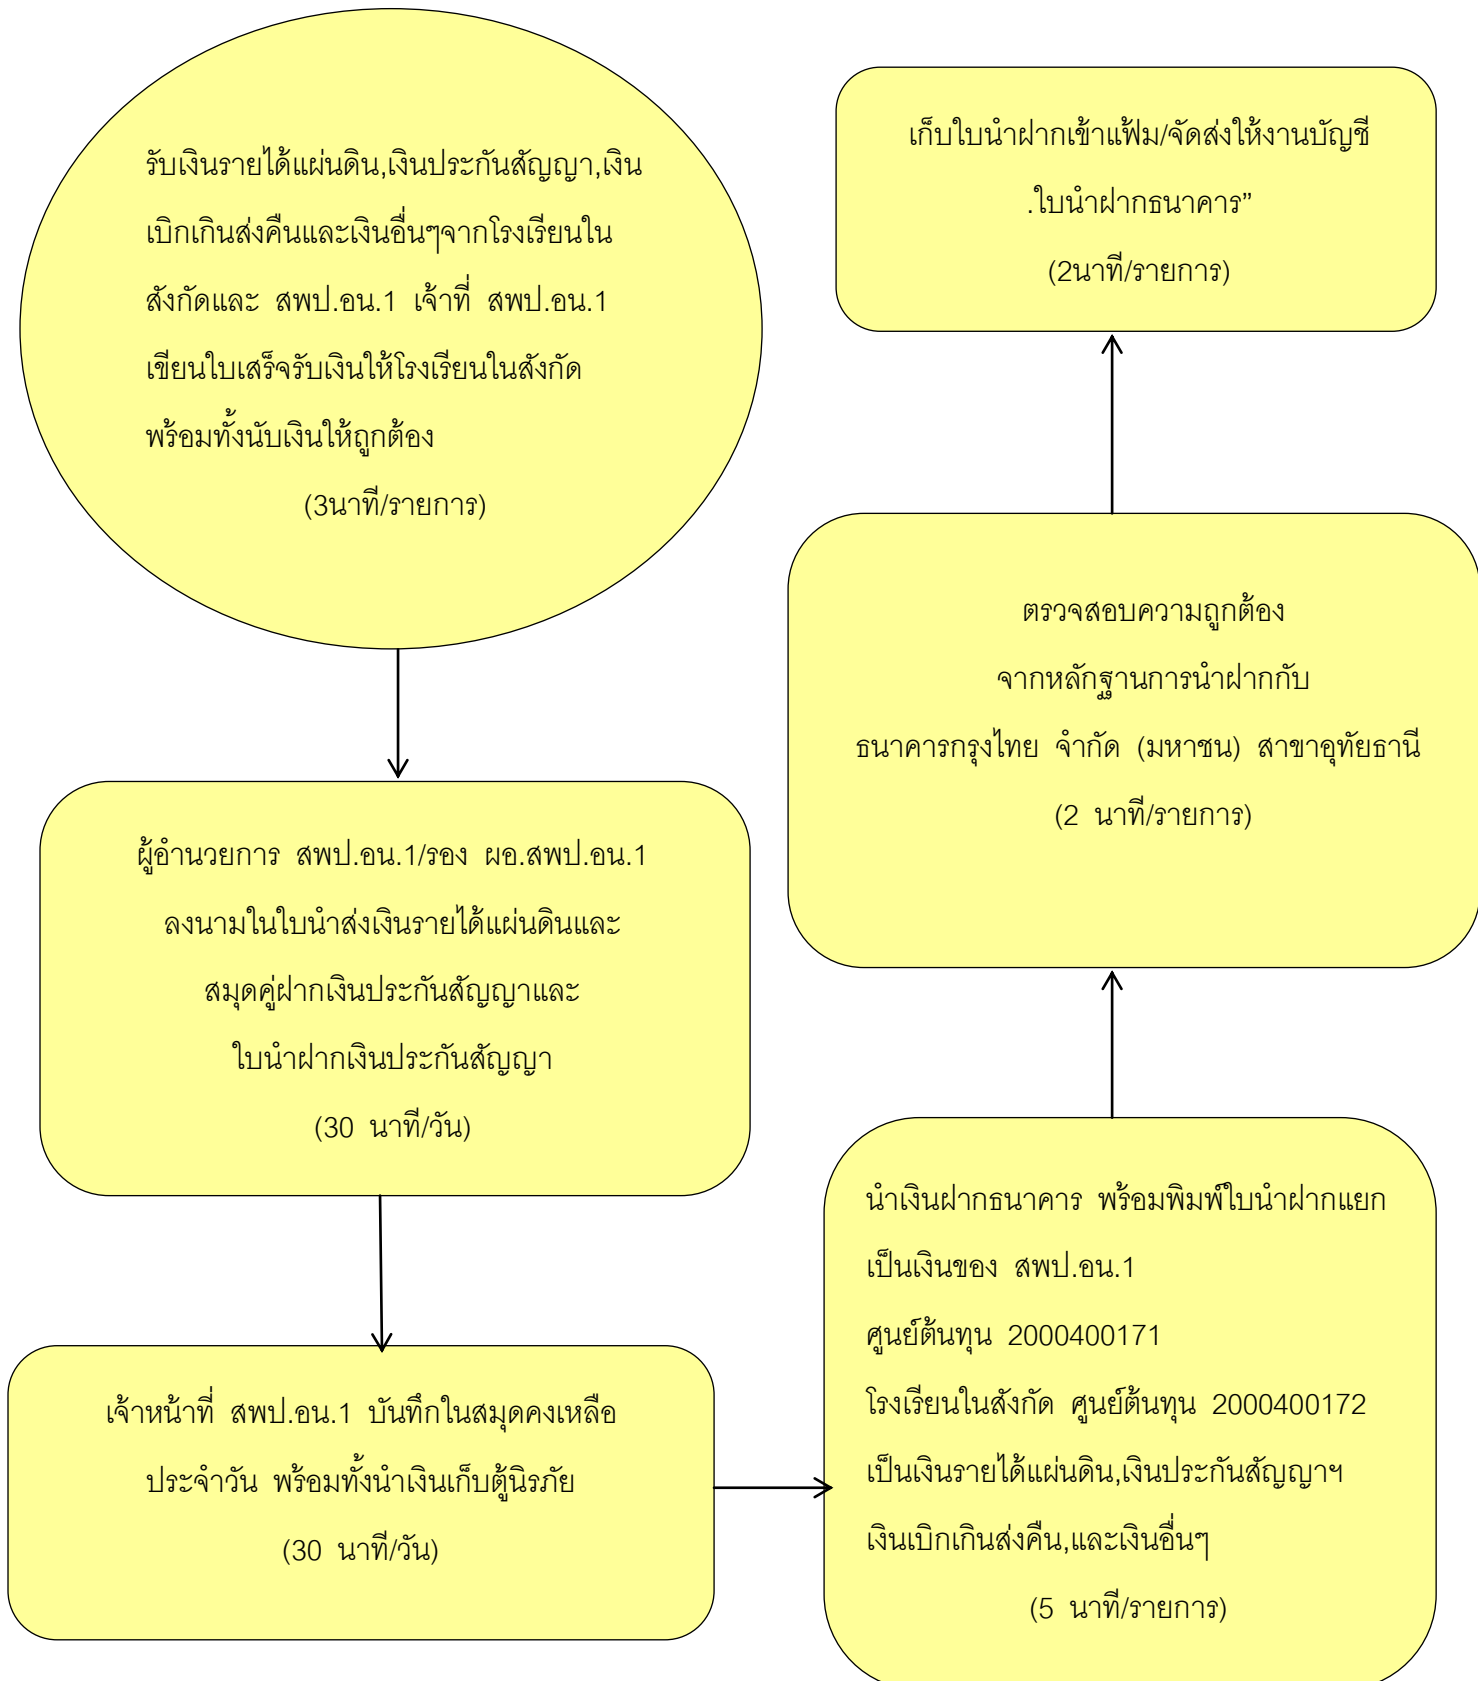 รับเงินรายได้แผ่นดิน,เงินประกันสัญญา,เงิน
เบิกเกินส่งคืนและเงินอื่นๆจากโรงเรียนใน
สังกัดและ สพป.อน.1 เจ้าที่ สพป.อน.1
เขียนใบเสร็จรับเงินให้โรงเรียนในสังกัด
พร้อมทั้งนับเงินให้ถูกต้อง
(3นาที/รายการ)
ผู้อำนวยการ สพป.อน.1/รอง ผอ.สพป.อน.1
ลงนามในใบนำส่งเงินรายได้แผ่นดินและ
สมุดคู่ฝากเงินประกันสัญญาและ
ใบนำฝากเงินประกันสัญญา
(30 นาที/วัน)
เจ้าหน้าที่ สพป.อน.1 บันทึกในสมุดคงเหลือ
ประจำวัน พร้อมทั้งนำเงินเก็บตู้นิรภัย
(30 นาที/วัน)
นำเงินฝากธนาคาร พร้อมพิมพ์ใบนำฝากแยก
เป็นเงินของ สพป.อน.1
ศูนย์ต้นทุน 2000400171
โรงเรียนในสังกัด ศูนย์ต้นทุน 2000400172
เป็นเงินรายได้แผ่นดิน,เงินประกันสัญญาฯ
เงินเบิกเกินส่งคืน,และเงินอื่นๆ
(5 นาที/รายการ)
ตรวจสอบความถูกต้อง
จากหลักฐานการนำฝากกับ
ธนาคารกรุงไทย จำกัด (มหาชน) สาขาอุทัยธานี
(2 นาที/รายการ)
เก็บใบนำฝากเข้าแฟ้ม/จัดส่งให้งานบัญชี
.ใบนำฝากธนาคาร”
(2นาที/รายการ)